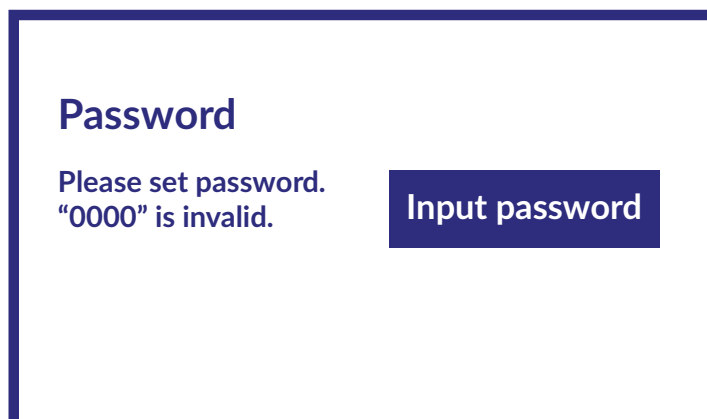 Password
Please set password.
“0000” is invalid.
Input password